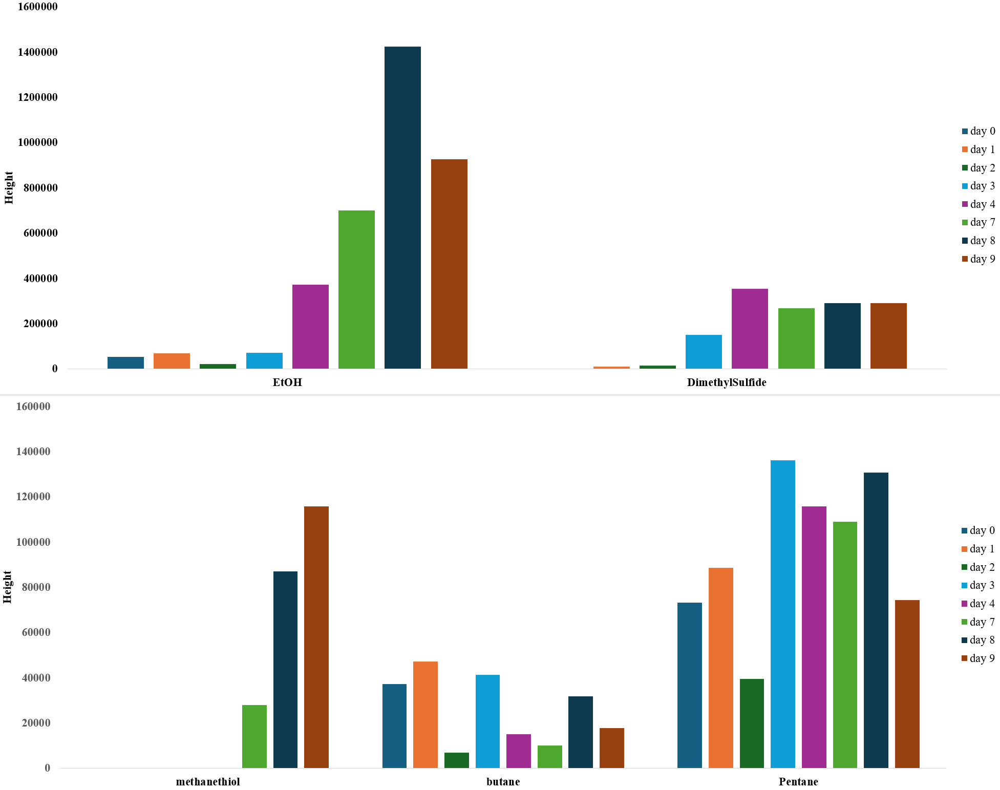 1600000
1400000
1200000
1000000
800000
600000
400000
200000
0
Height
EtOH
DimethylSulfide
day 0
day 1
day 2
day 3
day 4
day 7
day 8
day 9
160000
140000
120000
100000
80000
60000
40000
20000
0
Height
methanethiol
butane
Pentane
day 0
day 1
day 2
day 3
day 4
day 7
day 8
day 9